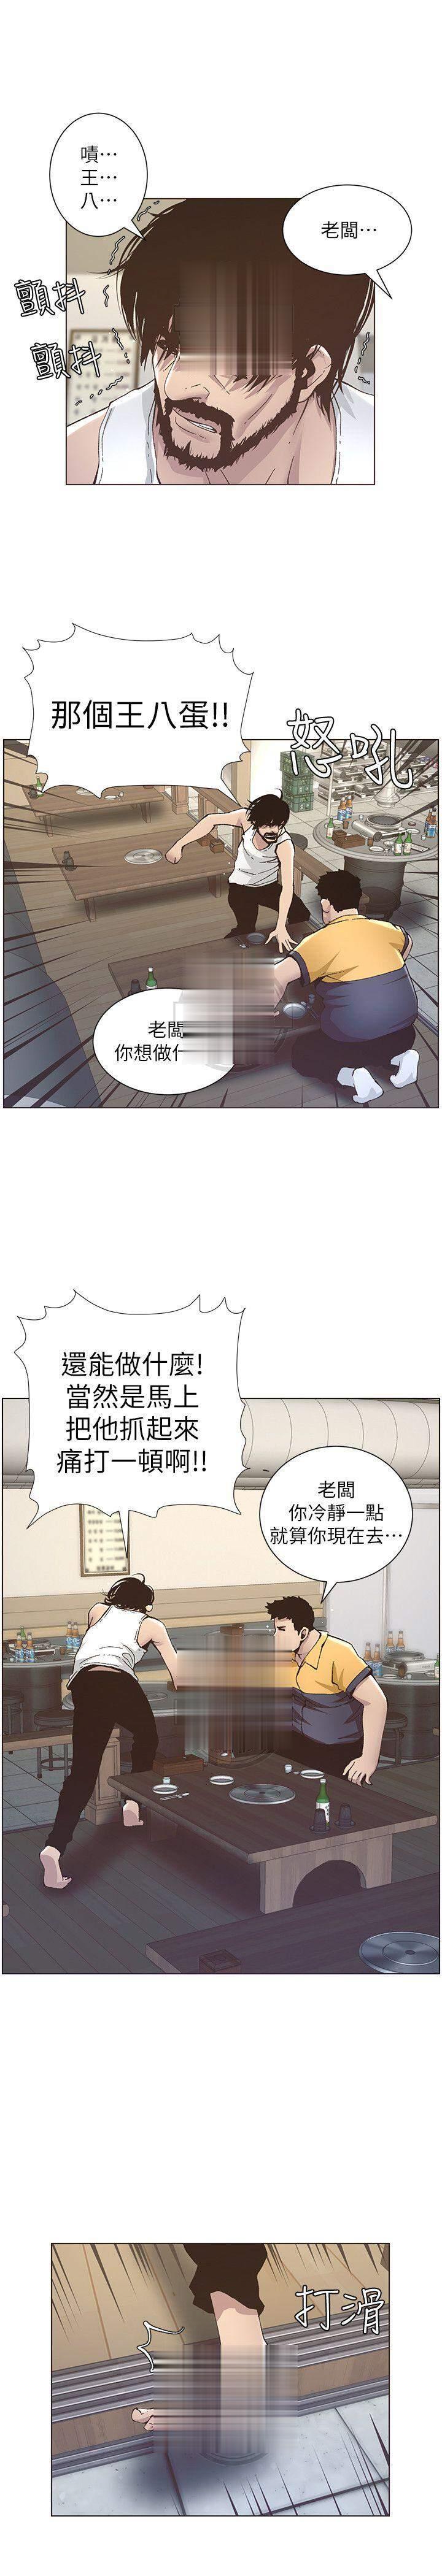 嘖…
王…
八…
老闆…
顫抖
顫抖
那個王八蛋!!
怒吼
老闆
你想做什
還能做什麼!
當然是馬上
把他抓起來
痛打一頓啊!!
老闆
你冷靜一點
就算你現在去…
打滑